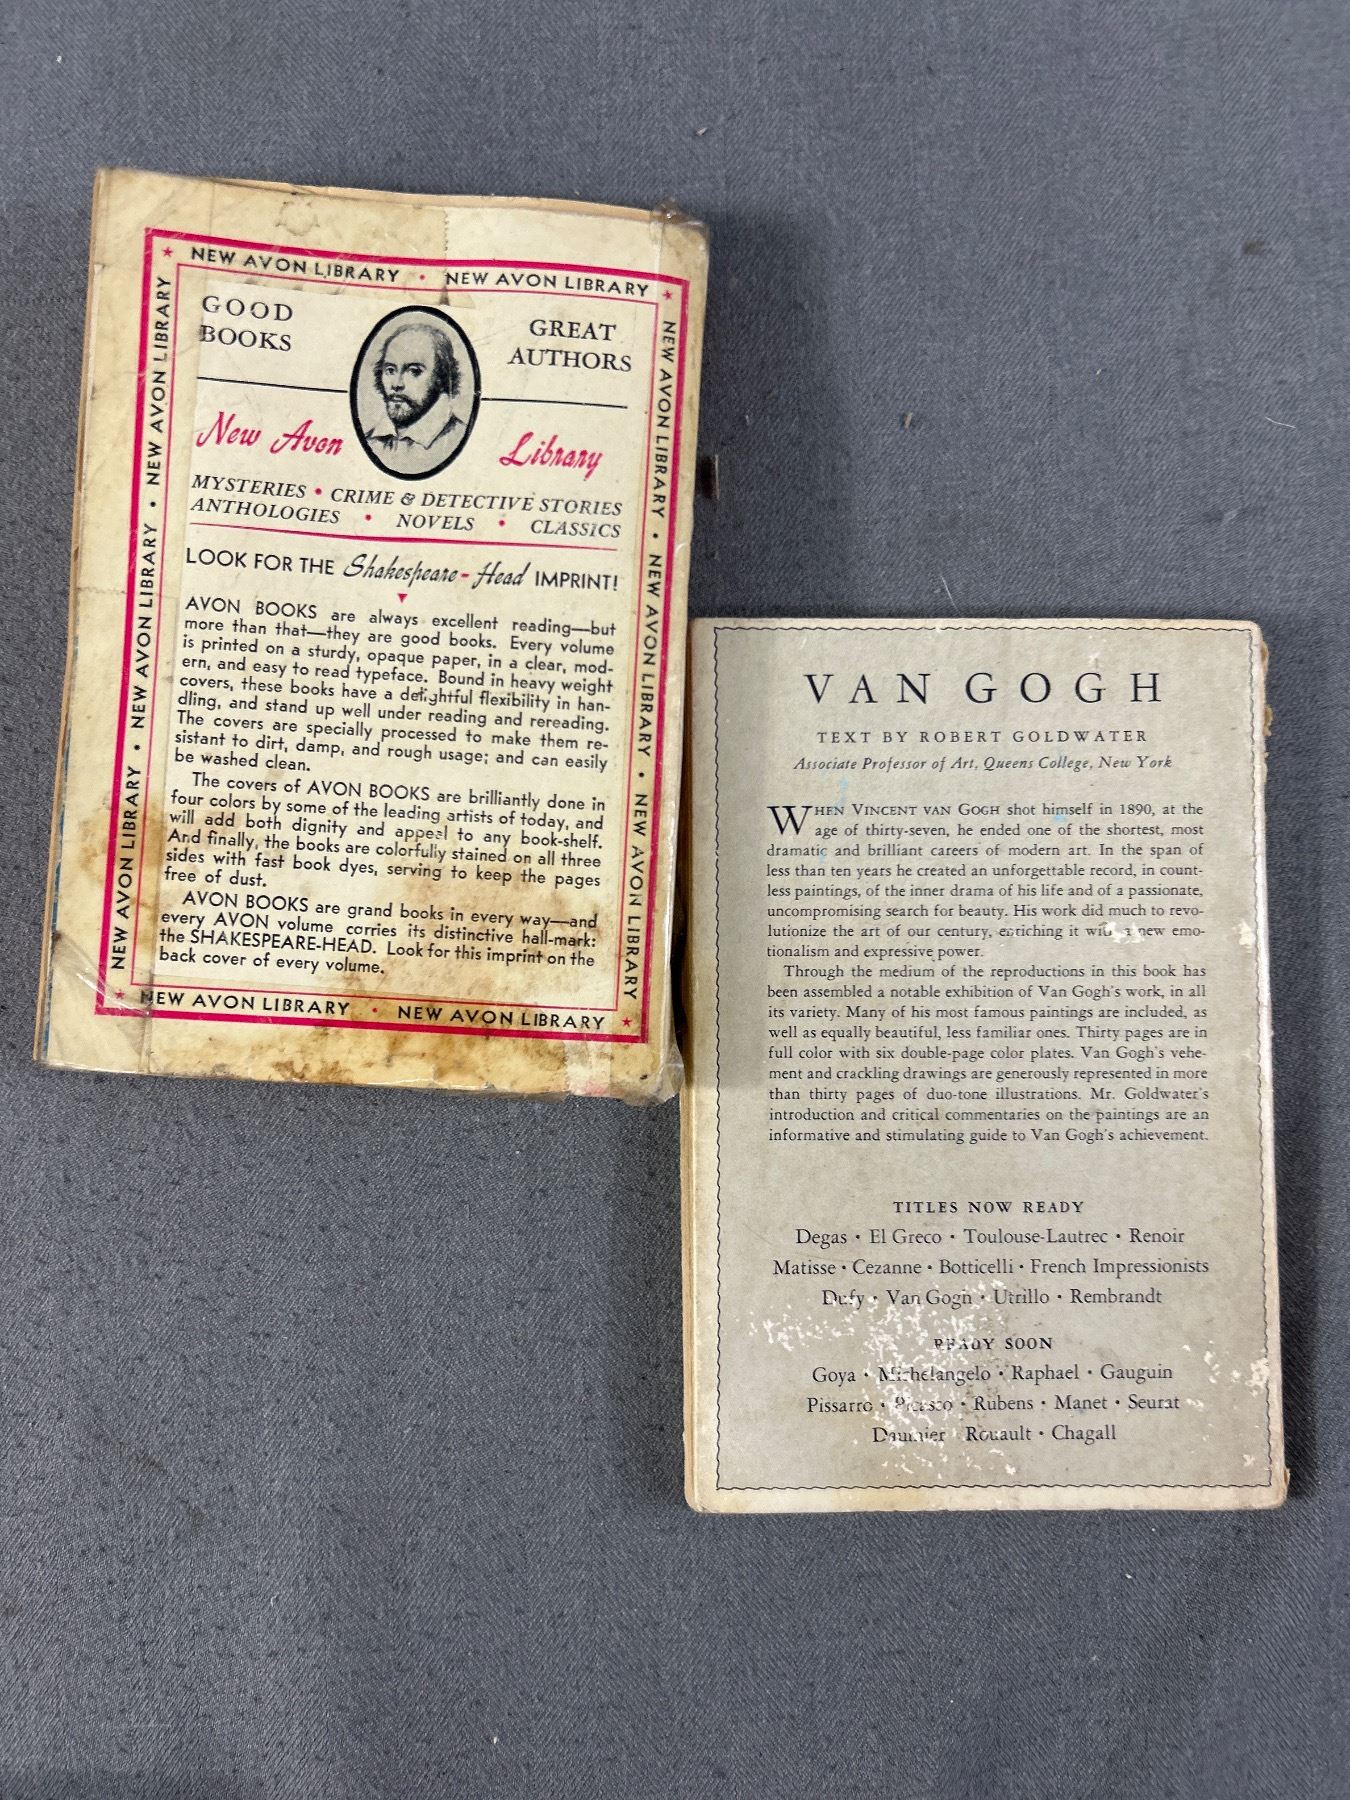 NEW AVON LIBRARY • NEW AVON LIBRARY
GOOD
BOOKS
GREAT
AUTHORS
New Avon Library
MYSTERIES • CRIME & DETECTIVE STORIES
ANTHOLOGIES • NOVELS • CLASSICS
LOOK FOR THE Shakespeare-Head IMPRINT!
AVON BOOKS are always excellent reading—but
more than that—they are good books. Every volume
is printed on a sturdy, opaque paper, in a clear, mod-
ern, and easy to read typeface. Bound in heavy weight
covers, these books have a delightful flexibility in han-
dling, and stand up well under reading and rereading.
The covers are specially processed to make them re-
sistant to dirt, damp, and rough usage; and can easily
be washed clean.
The covers of AVON BOOKS are brilliantly done in
four colors by some of the leading artists of today, and
will add both dignity and appeal to any book-shelf.
And finally, the books are colorfully stained on all three
sides with fast book dyes, serving to keep the pages
free of dust.
AVON BOOKS are grand books in every way—and
every AVON volume carries its distinctive hall-mark:
the SHAKESPEARE-HEAD. Look for this imprint on the
back cover of every volume.
NEW AVON LIBRARY • NEW AVON LIBRARY
NEW AVON LIBRARY • NEW AVON LIBRARY • NEW AVON LIBRARY
NEW AVON LIBRARY • NEW AVON LIBRARY • NEW AVON LIBRARY
VAN GOGH
TEXT BY ROBERT GOLDWATER
Associate Professor of Art, Queens College, New York
WHEN VINCENT VAN GOGH shot himself in 1890, at the
age of thirty-seven, he ended one of the shortest, most
dramatic and brilliant careers of modern art. In the span of
less than ten years he created an unforgettable record, in count-
less paintings, of the inner drama of his life and of a passionate,
uncompromising search for beauty. His work did much to revo-
lutionize the art of our century, enriching it with a new emo-
tionalism and expressive power.
Through the medium of the reproductions in this book has
been assembled a notable exhibition of Van Gogh's work, in all
its variety. Many of his most famous paintings are included, as
well as equally beautiful, less familiar ones. Thirty pages are in
full color with six double-page color plates. Van Gogh's vehe-
ment and crackling drawings are generously represented in more
than thirty pages of duo-tone illustrations. Mr. Goldwater's
introduction and critical commentaries on the paintings are an
informative and stimulating guide to Van Gogh's achievement.
TITLES NOW READY
Degas • El Greco • Toulouse-Lautrec • Renoir
Matisse • Cezanne • Botticelli • French Impressionists
Dufy • Van Gogh • Utrillo • Rembrandt
READY SOON
Goya • Michelangelo • Raphael • Gauguin
Pissarro • Picasso • Rubens • Manet • Seurat
Daumier • Rouault • Chagall